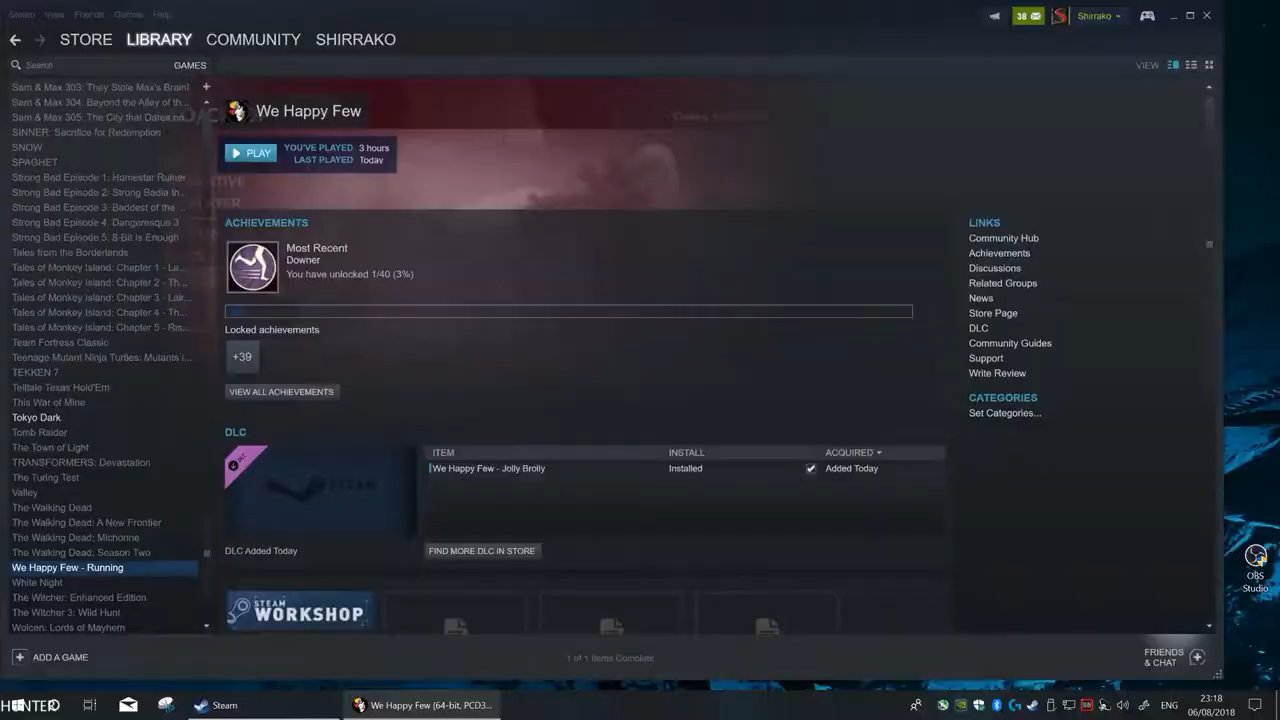 Steam View Friends Games Help
38
Shirrako
STORE LIBRARY COMMUNITY SHIRRAKO
Search
GAMES
VIEW
Sam & Max 303: They Stole Max's Brain!
Sam & Max 304: Beyond the Alley of th...
Sam & Max 305: The City that Dares no...
SINNER: Sacrifice for Redemption
SNOW
SPAGHET
Strong Bad Episode 1: Homestar Ruiner
Strong Bad Episode 2: Strong Badia th...
Strong Bad Episode 3: Baddest of the ...
Strong Bad Episode 4: Dangeresque 3
Strong Bad Episode 5: 8-Bit Is Enough
Tales from the Borderlands
Tales of Monkey Island: Chapter 1 - La...
Tales of Monkey Island: Chapter 2 - Th...
Tales of Monkey Island: Chapter 3 - Lair...
Tales of Monkey Island: Chapter 4 - Th...
Tales of Monkey Island: Chapter 5 - Ris...
Team Fortress Classic
Teenage Mutant Ninja Turtles: Mutants i...
TEKKEN 7
Telltale Texas Hold'Em
This War of Mine
Tokyo Dark
Tomb Raider
The Town of Light
TRANSFORMERS: Devastation
The Turing Test
Valley
The Walking Dead
The Walking Dead: A New Frontier
The Walking Dead: Michonne
The Walking Dead: Season Two
We Happy Few - Running
White Night
The Witcher: Enhanced Edition
The Witcher 3: Wild Hunt
Wolcen: Lords of Mayhem
ADD A GAME
We Happy Few
PLAY
YOU'VE PLAYED 3 hours
LAST PLAYED Today
ACHIEVEMENTS
Most Recent
Downer
You have unlocked 1/40 (3%)
Locked achievements
+39
VIEW ALL ACHIEVEMENTS
DLC
STEAM
DLC Added Today
ITEM INSTALL ACQUIRED
We Happy Few - Jolly Brolly Installed Added Today
FIND MORE DLC IN STORE
STEAM
WORKSHOP
LINKS
Community Hub
Achievements
Discussions
Related Groups
News
Store Page
DLC
Community Guides
Support
Write Review
CATEGORIES
Set Categories...
1 of 1 Items Complete
FRIENDS
& CHAT
OBS
Studio
HUNTER
Steam
We Happy Few (64-bit, PCD3...
ENG
23:18
06/08/2018